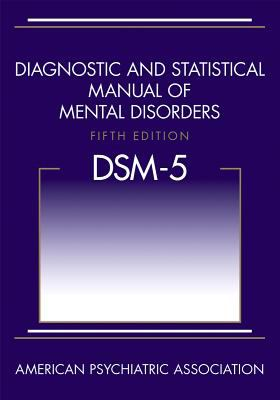 DIAGNOSTIC AND STATISTICAL
MANUAL OF
MENTAL DISORDERS
FIFTH EDITION
DSM-5
AMERICAN PSYCHIATRIC ASSOCIATION